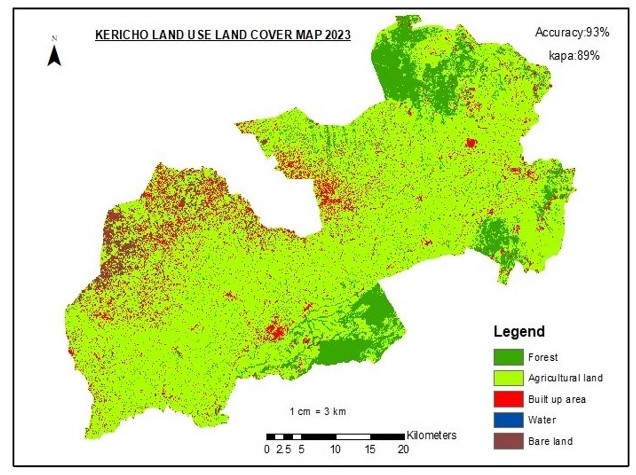 KERICHO LAND USE LAND COVER MAP 2023
Accuracy:93%
kapa:89%
N
Legend
Forest
Agricultural land
Built up area
Water
Bare land
1 cm = 3 km
Kilometers
0 2.5 5 10 15 20